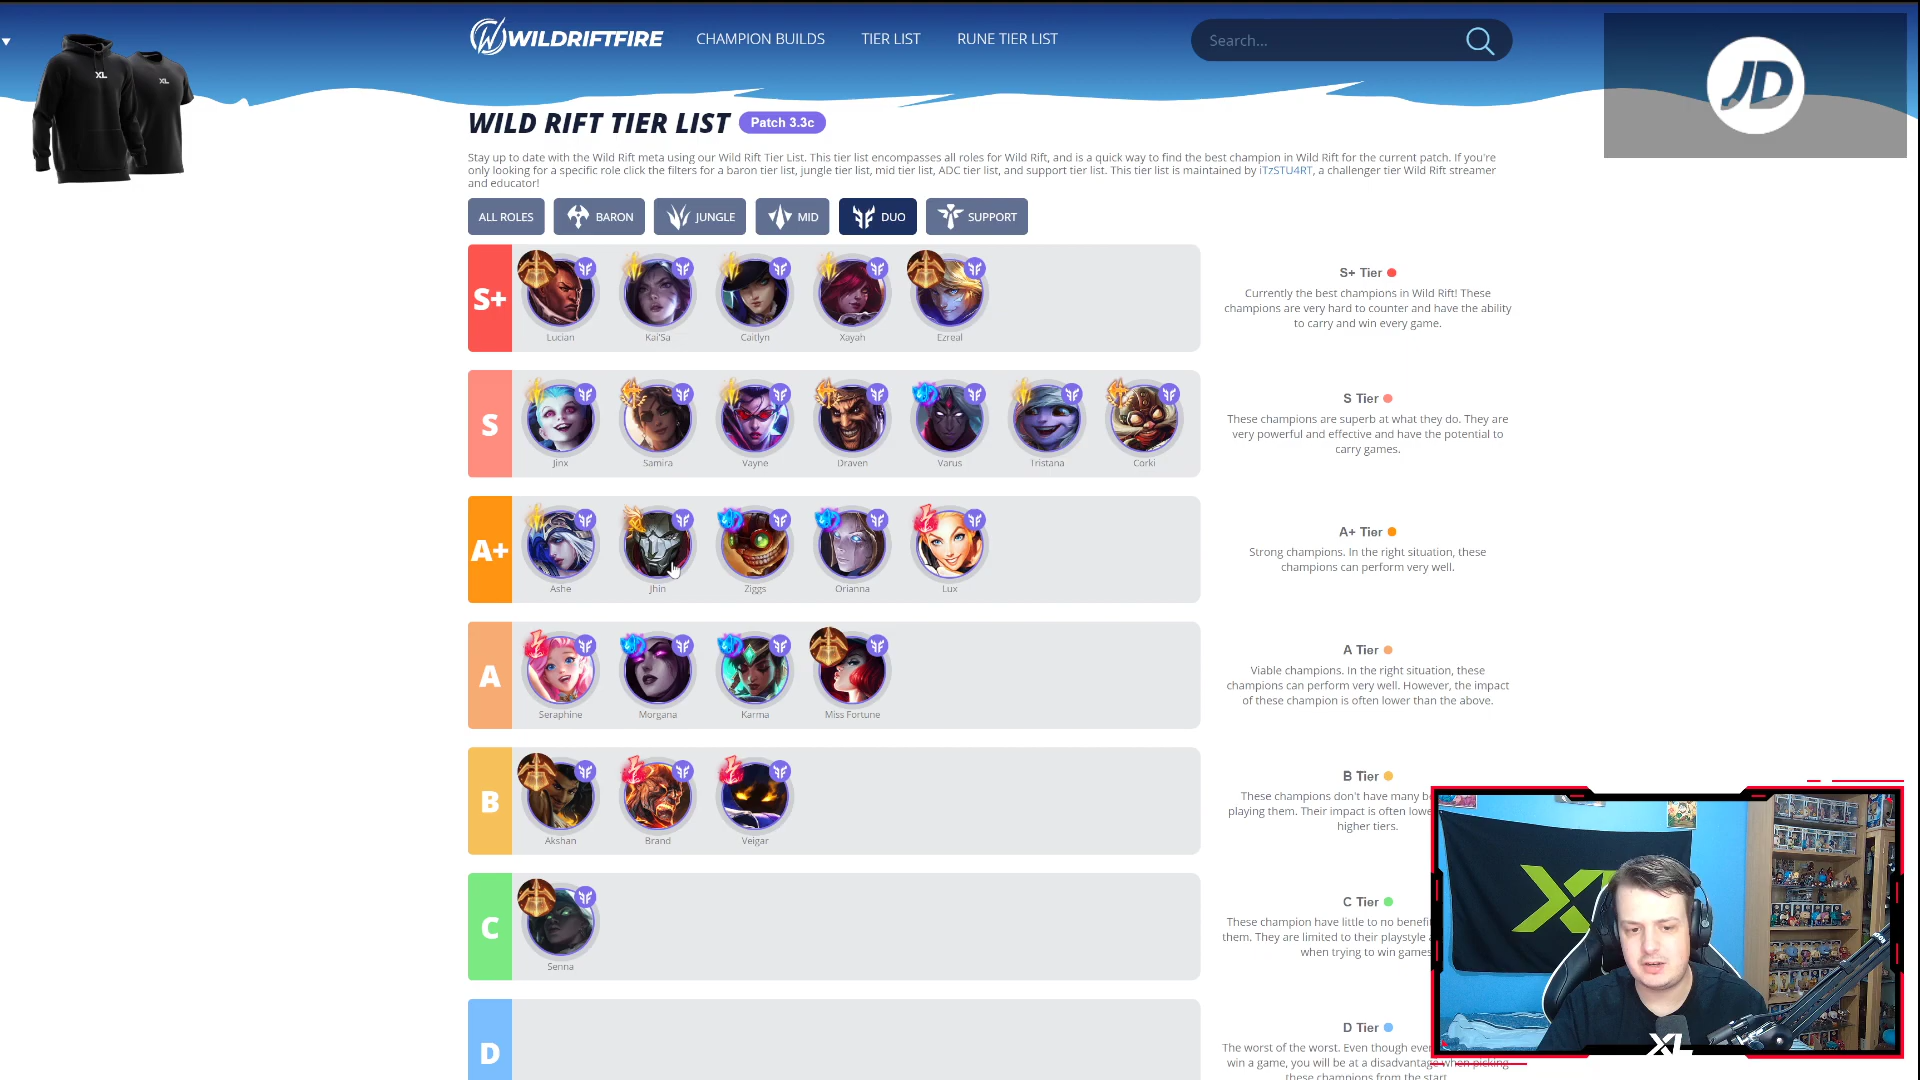 WILDRIFTFIRE
CHAMPION BUILDS
TIER LIST
RUNE TIER LIST
Search...
JD
XL
XL
WILD RIFT TIER LIST
Patch 3.3c
Stay up to date with the Wild Rift meta using our Wild Rift Tier List. This tier list encompasses all roles for Wild Rift, and is a quick way to find the best champion in Wild Rift for the current patch. If you're
only looking for a specific role click the filters for a baron tier list, jungle tier list, mid tier list, ADC tier list, and support tier list. This tier list is maintained by iTzSTU4RT, a challenger tier Wild Rift streamer
and educator!
ALL ROLES
BARON
JUNGLE
MID
DUO
SUPPORT
S+
Lucian
Kai'Sa
Caitlyn
Xayah
Ezreal
S+ Tier
Currently the best champions in Wild Rift! These
champions are very hard to counter and have the ability
to carry and win every game.
S
Jinx
Samira
Vayne
Draven
Varus
Tristana
Corki
S Tier
These champions are superb at what they do. They are
very powerful and effective and have the potential to
carry games.
A+
Ashe
Jhin
Ziggs
Orianna
Lux
A+ Tier
Strong champions. In the right situation, these
champions can perform very well.
A
Seraphine
Morgana
Karma
Miss Fortune
A Tier
Viable champions. In the right situation, these
champions can perform very well. However, the impact
of these champion is often lower than the above.
B
Akshan
Brand
Veigar
B Tier
These champions don't have many
playing them. Their impact is often
higher tiers.
C
Senna
C Tier
These champion have little to no
them. They are limited to their playstyle
when trying to win games
D
D Tier
The worst of the worst. Even though
win a game, you will be at a disadvantage when picking
these champions from the start.
XL